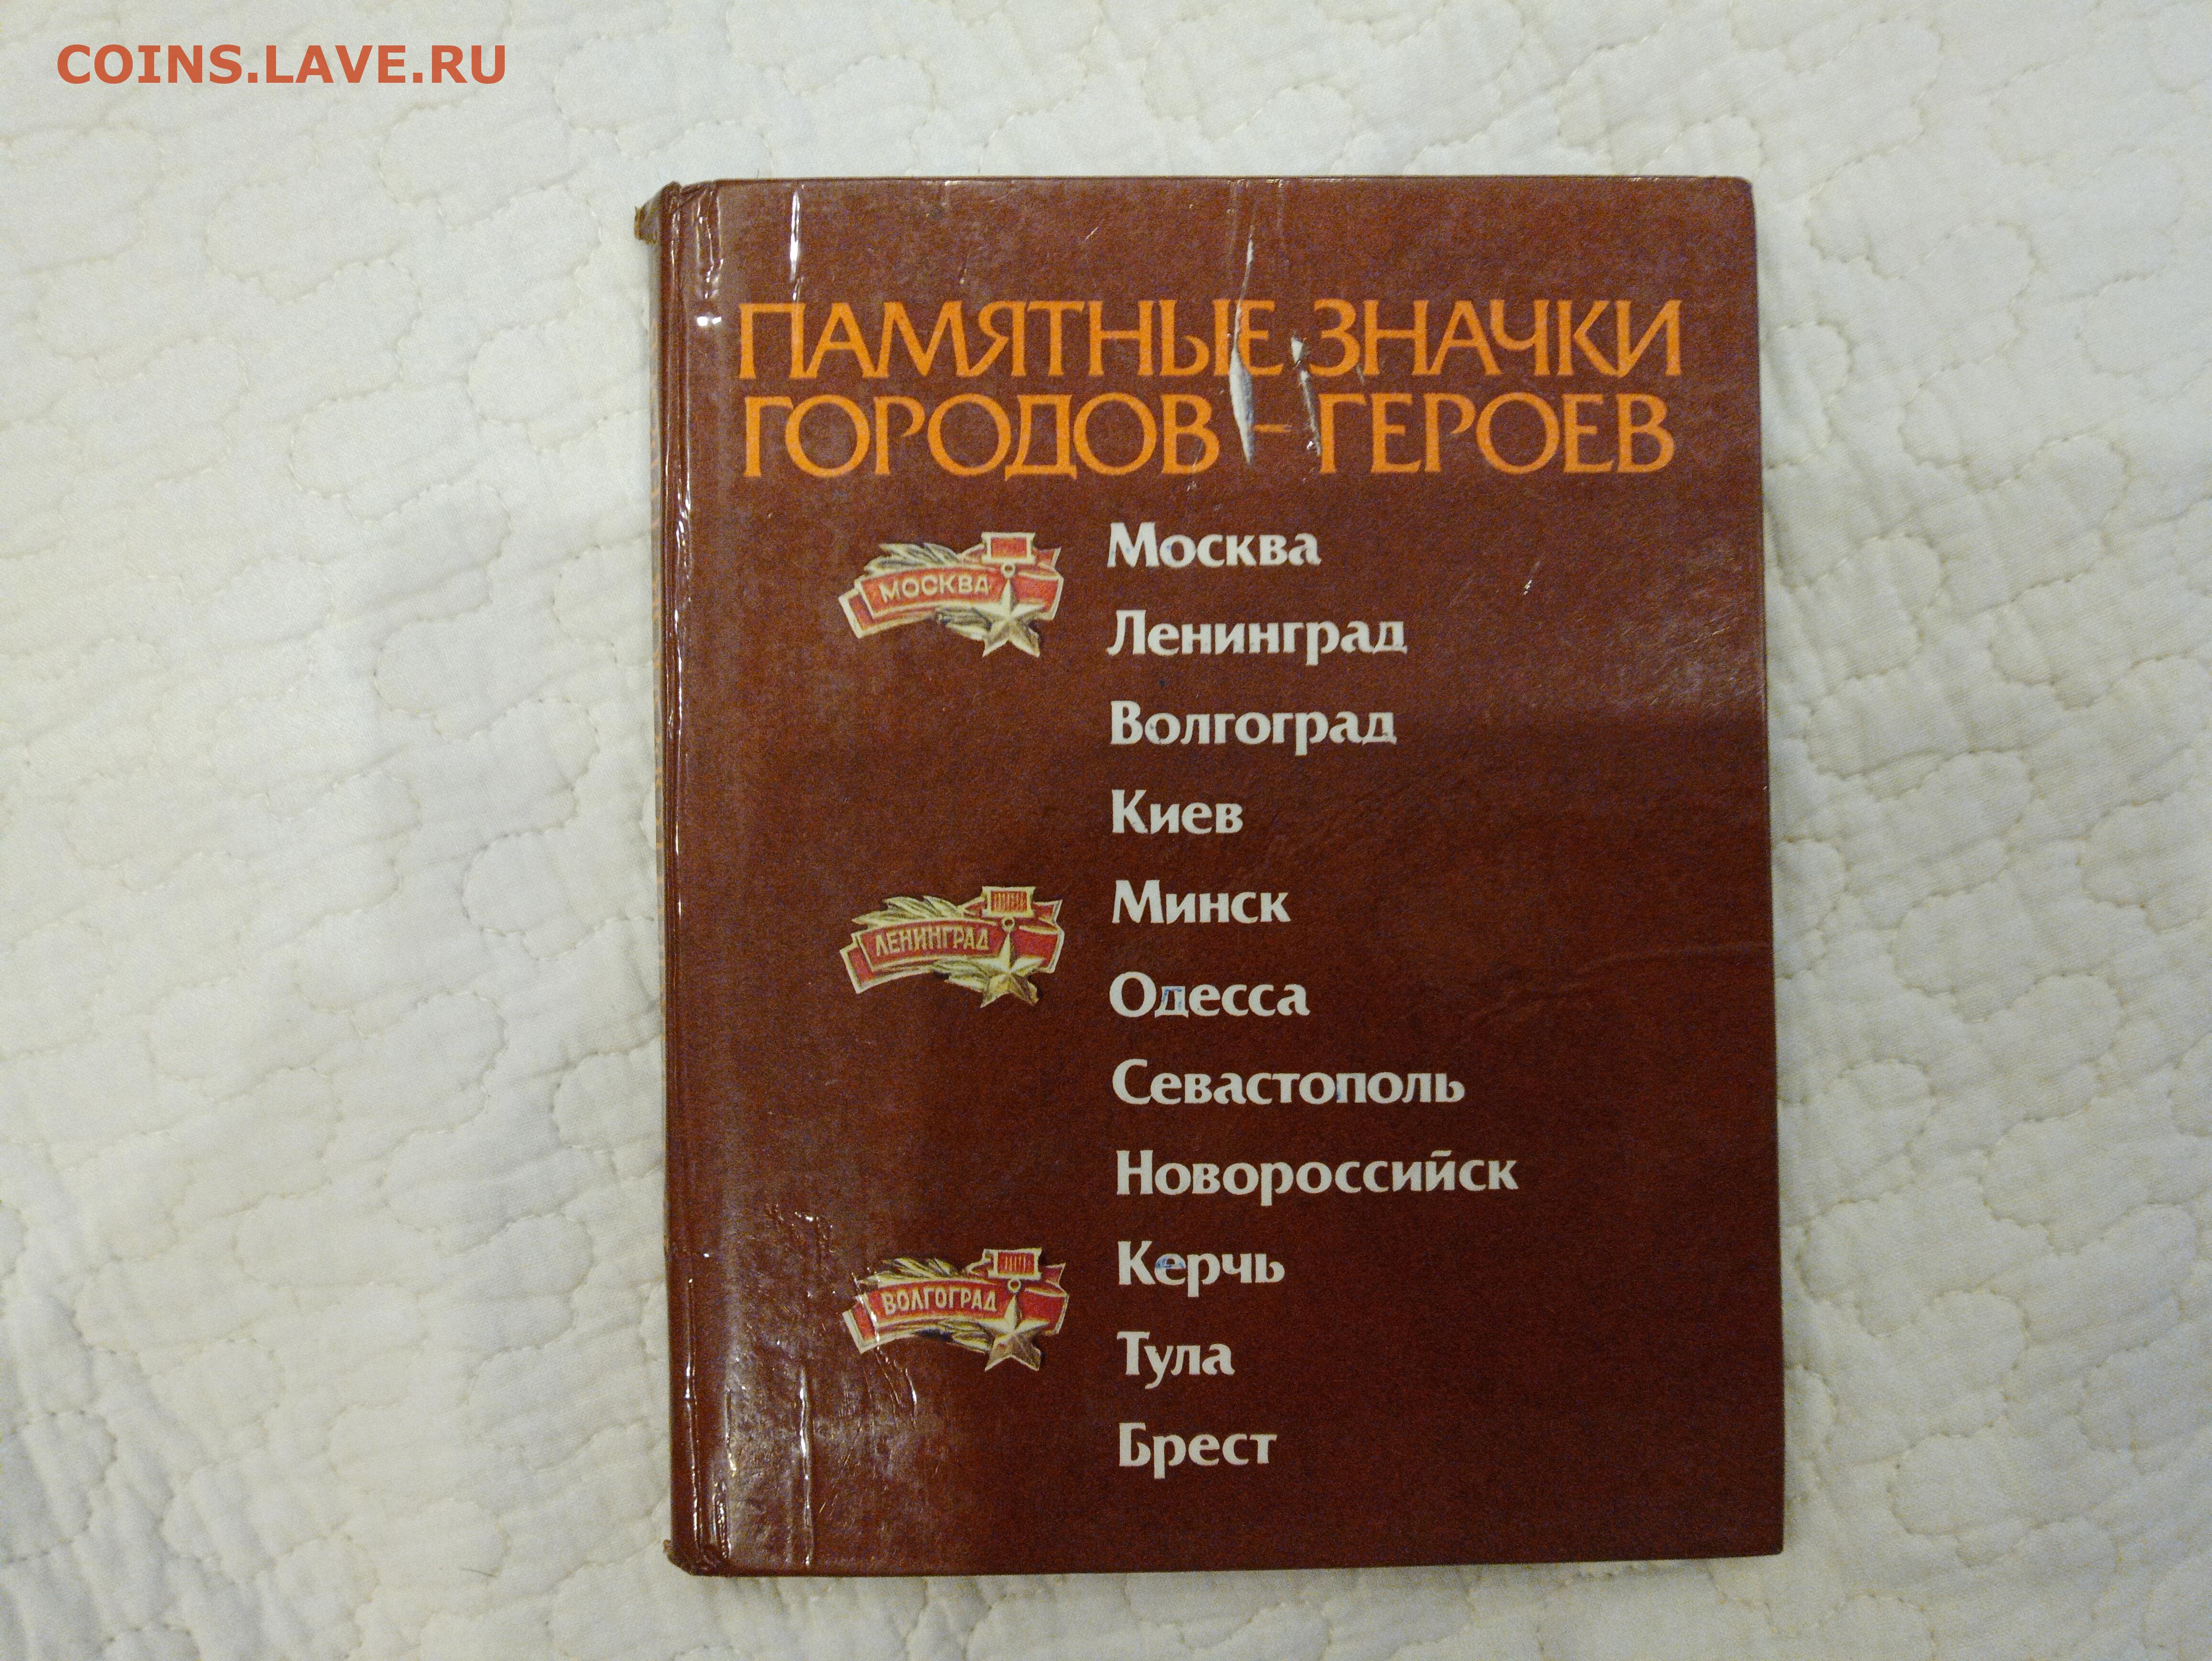 COINS.LAVE.RU
ПАМЯТНЫЕ ЗНАЧКИ
ГОРОДОВ – ГЕРОЕВ
МОСКВА
Москва
Ленинград
Волгоград
Киев
ЛЕНИНГРАД
Минск
Одесса
Севастополь
Новороссийск
ВОЛГОГРАД
Керчь
Тула
Брест